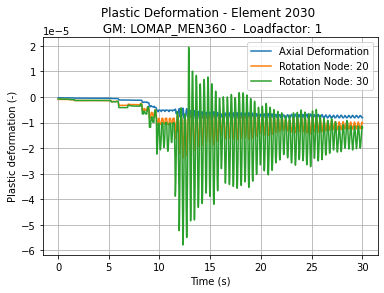 Plastic Deformation - Element 2030
GM: LOMAP_MEN360 -  Loadfactor: 1
1e−5
Axial Deformation
Rotation Node: 20
Rotation Node: 30
2
1
0
−1
−2
−3
−4
−5
−6
Plastic deformation (-)
0
5
10
15
20
25
30
Time (s)